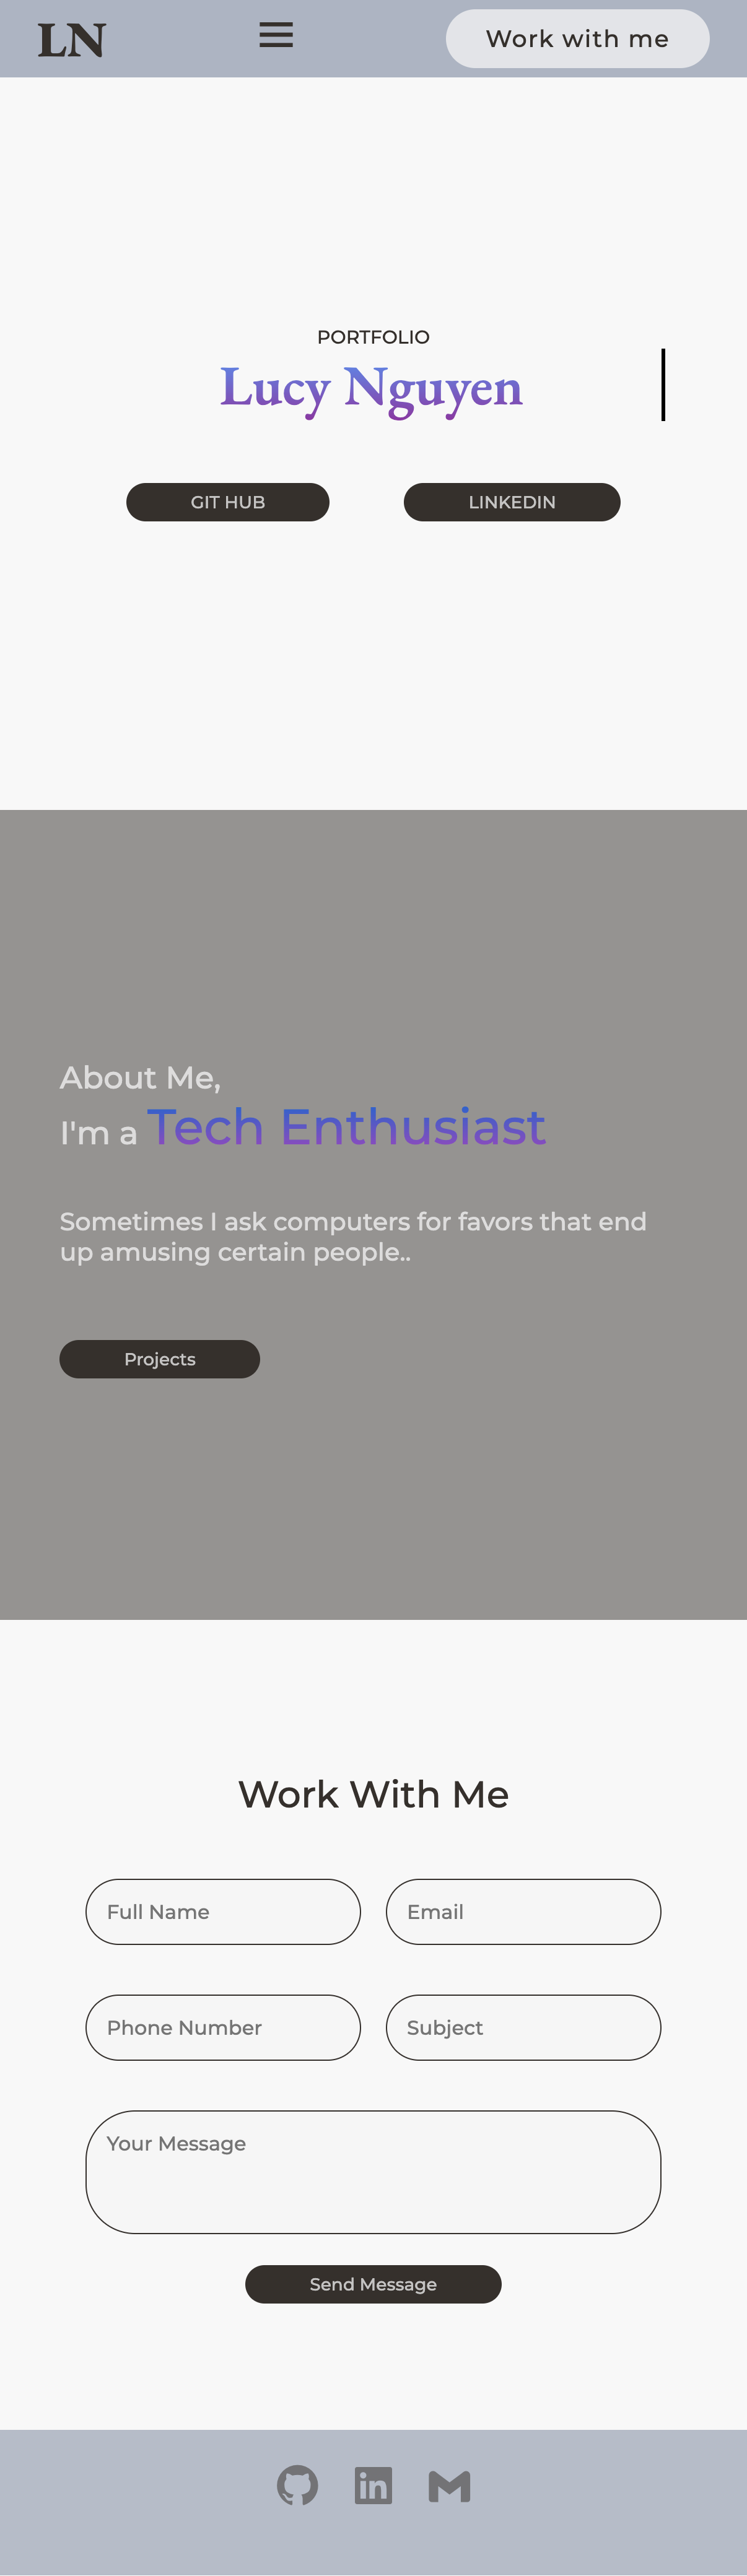 LN
Work with me
PORTFOLIO
Lucy Nguyen
GIT HUB
LINKEDIN
About Me,
I'm a Tech Enthusiast
Sometimes I ask computers for favors that end
up amusing certain people..
Projects
Work With Me
Full Name
Email
Phone Number
Subject
Your Message
Send Message
in